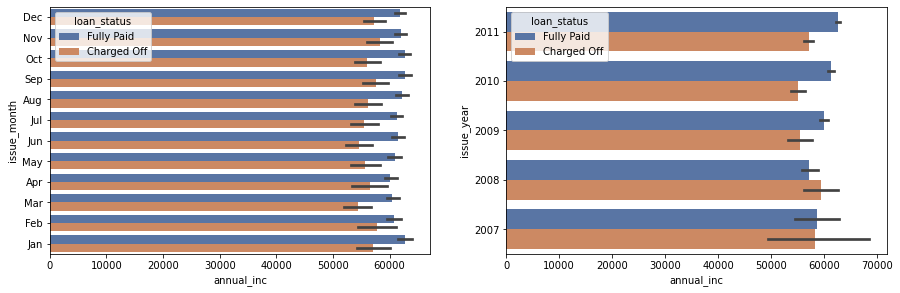 loan_status
Fully Paid
Charged Off
issue_month
Dec
Nov
Oct
Sep
Aug
Jul
Jun
May
Apr
Mar
Feb
Jan
0 10000 20000 30000 40000 50000 60000
annual_inc
loan_status
Fully Paid
Charged Off
issue_year
2011
2010
2009
2008
2007
0 10000 20000 30000 40000 50000 60000 70000
annual_inc